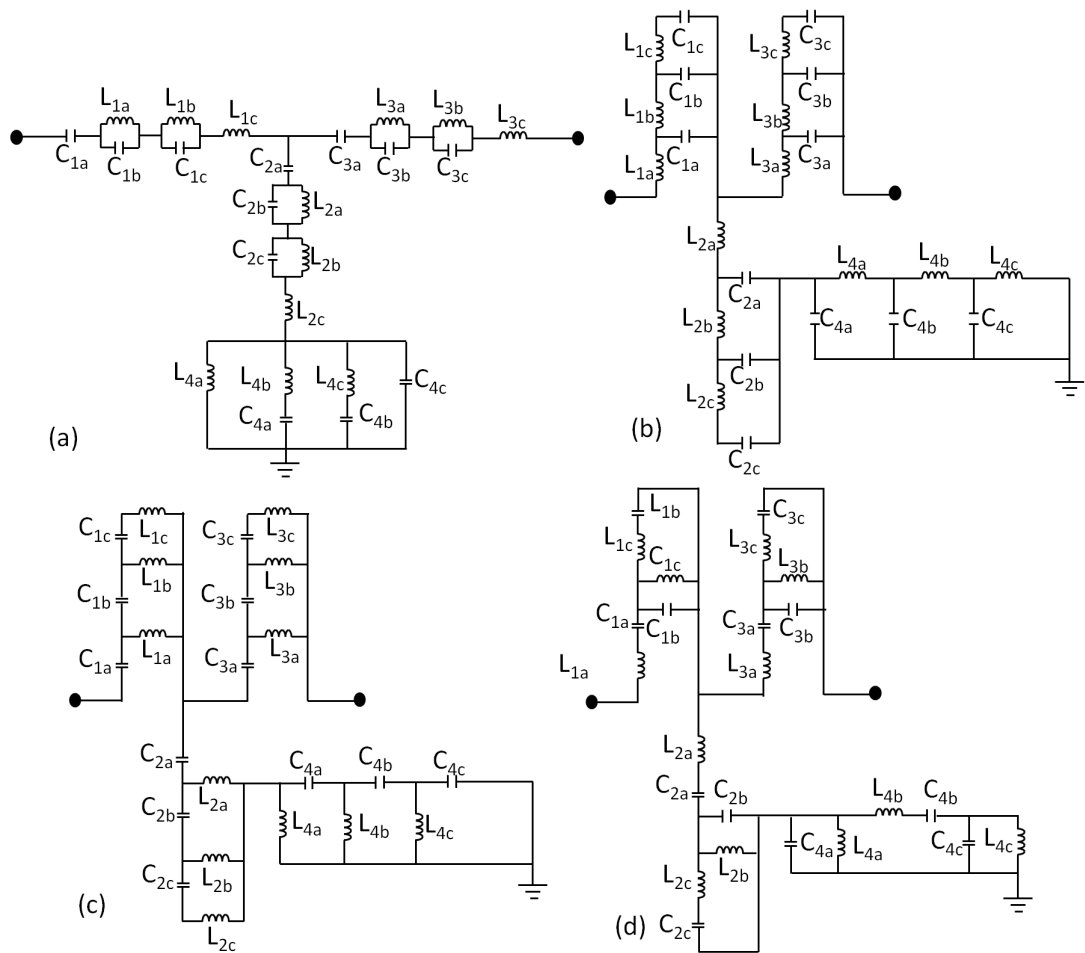 L1a L1b L1c L3a L3b L3c
C1a C1b C1c C3a C3b C3c
C2a
C2b L2a
C2c L2b
L2c
L4a L4b L4c C4c
C4a C4b
(a)
C1c C3c
L1c L3c
C1b C3b
L1b L3b
C1a C3a
L1a L3a
L2a
L4a L4b L4c
C2a
L2b C4a C4b C4c
C2b
L2c
C2c
(b)
C1c L1c C3c L3c
L1b L3b
C1b C3b
L1a L3a
C1a C3a
C2a
C4a C4b C4c
L2a
C2b L4a L4b L4c
L2b
C2c
L2c
(c)
L1b C3c
L1c L3c
C1c L3b
C1a C1b C3a C3b
L1a L3a
L2a
C2a C2b L4b C4b
C4a L4a C4c L4c
L2b
L2c
C2c
(d)